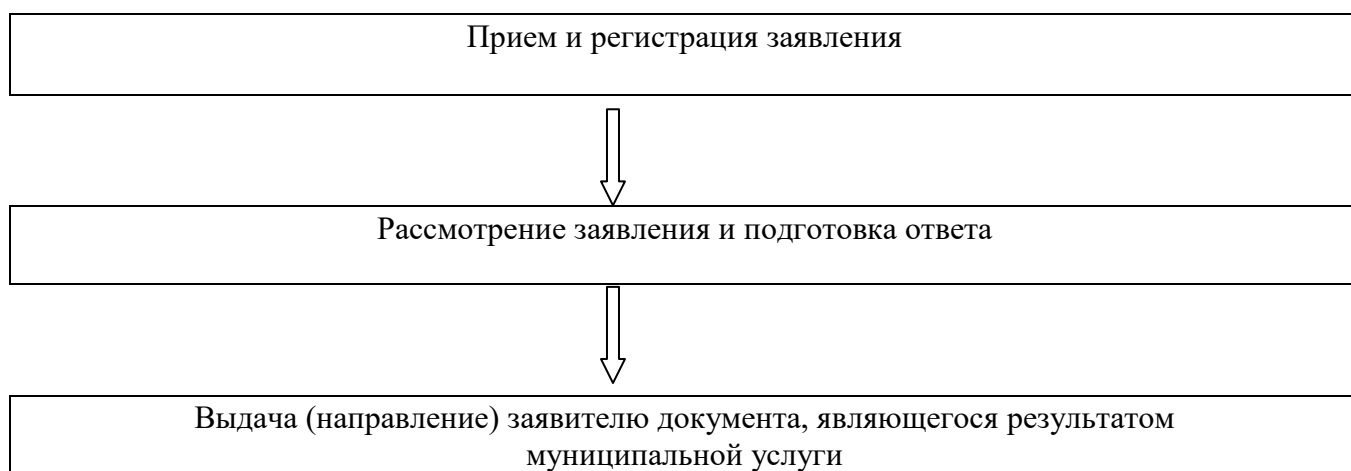 Прием и регистрация заявления
Рассмотрение заявления и подготовка ответа
Выдача (направление) заявителю документа, являющегося результатом
муниципальной услуги